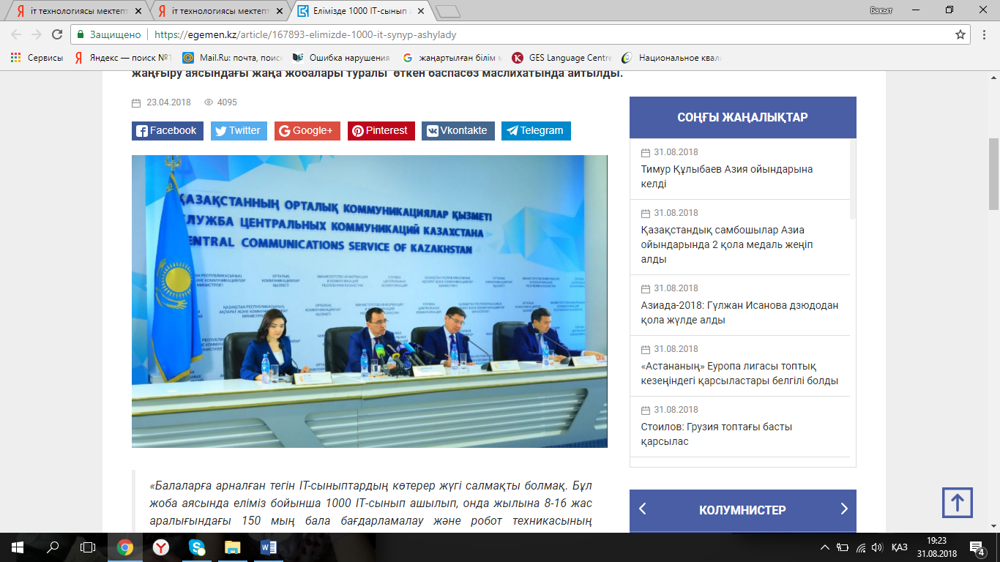 іт технологиясы мектепт
іт технологиясы мектепт
Елімізде 1000 IT-сынып
Бакыт
Защищено
https://egemen.kz/article/167893-elimizde-1000-it-synyp-ashylady
Сервисы
Яндекс — поиск №1
Mail.Ru: почта, поис
Ошибка нарушения
жаңартылған білім
GES Language Centre
Национальное квал
жаңғыру аясындағы жаңа жобалары туралы өткен баспасөз маслихатында айтылды.
23.04.2018
4095
Facebook
Twitter
Google+
Pinterest
Vkontakte
Telegram
ҚАЗАҚСТАННЫҢ ОРТАЛЫҚ КОММУНИКАЦИЯЛАР ҚЫЗМЕТІ
СЛУЖБА ЦЕНТРАЛЬНЫХ КОММУНИКАЦИЙ КАЗАХСТАНА
CENTRAL COMMUNICATIONS SERVICE OF KAZAKHSTAN
«Балаларға арналған тегін IT-сыныптардың көтерер жүгі салмақты болмақ. Бұл
жоба аясында еліміз бойынша 1000 IT-сынып ашылып, онда жылына 8-16 жас
аралығындағы 150 мың бала бағдарламалау және робот техникасының
СОҢҒЫ ЖАҢАЛЫҚТАР
31.08.2018
Тимур Құлыбаев Азия ойындарына
келді
31.08.2018
Қазақстандық самбошылар Азиа
ойындарында 2 қола медаль жеңіп
алды
31.08.2018
Азиада-2018: Гүлжан Исанова дзюдодан
қола жүлде алды
31.08.2018
«Астананың» Еуропа лигасы топтық
кезеңіндегі қарсыластары белгілі болды
31.08.2018
Стоилов: Грузия топтағы басты
қарсылас
КОЛУМНИСТЕР
ҚАЗ
19:23
31.08.2018
4